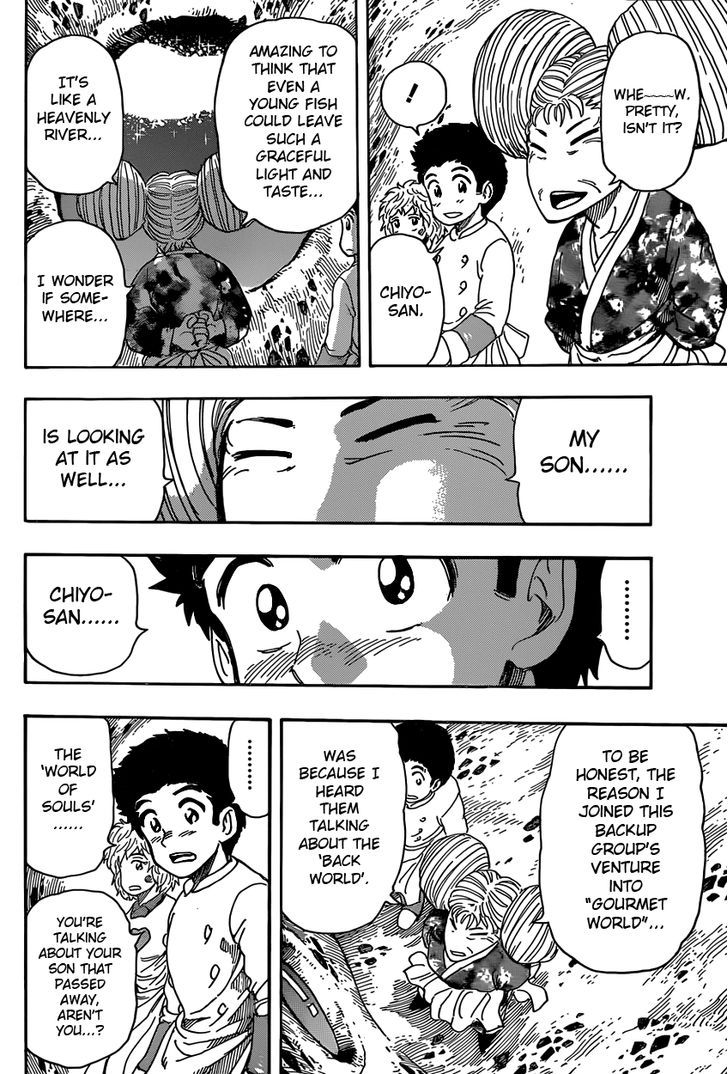 WHE~~~~W.
PRETTY,
ISN'T IT?
!
CHIYO-
SAN.
AMAZING TO
THINK THAT
EVEN A
YOUNG FISH
COULD LEAVE
SUCH A
GRACEFUL
LIGHT AND
TASTE...
IT'S
LIKE A
HEAVENLY
RIVER...
I WONDER
IF SOME-
WHERE...
MY
SON......
IS LOOKING
AT IT AS
WELL...
........
CHIYO-
SAN......
TO BE
HONEST, THE
REASON I
JOINED THIS
BACKUP
GROUP'S
VENTURE
INTO
"GOURMET
WORLD"...
WAS
BECAUSE I
HEARD
THEM
TALKING
ABOUT THE
'BACK
WORLD'.
........
THE
'WORLD
OF
SOULS'
......
YOU'RE
TALKING
ABOUT YOUR
SON THAT
PASSED
AWAY,
AREN'T
YOU...?